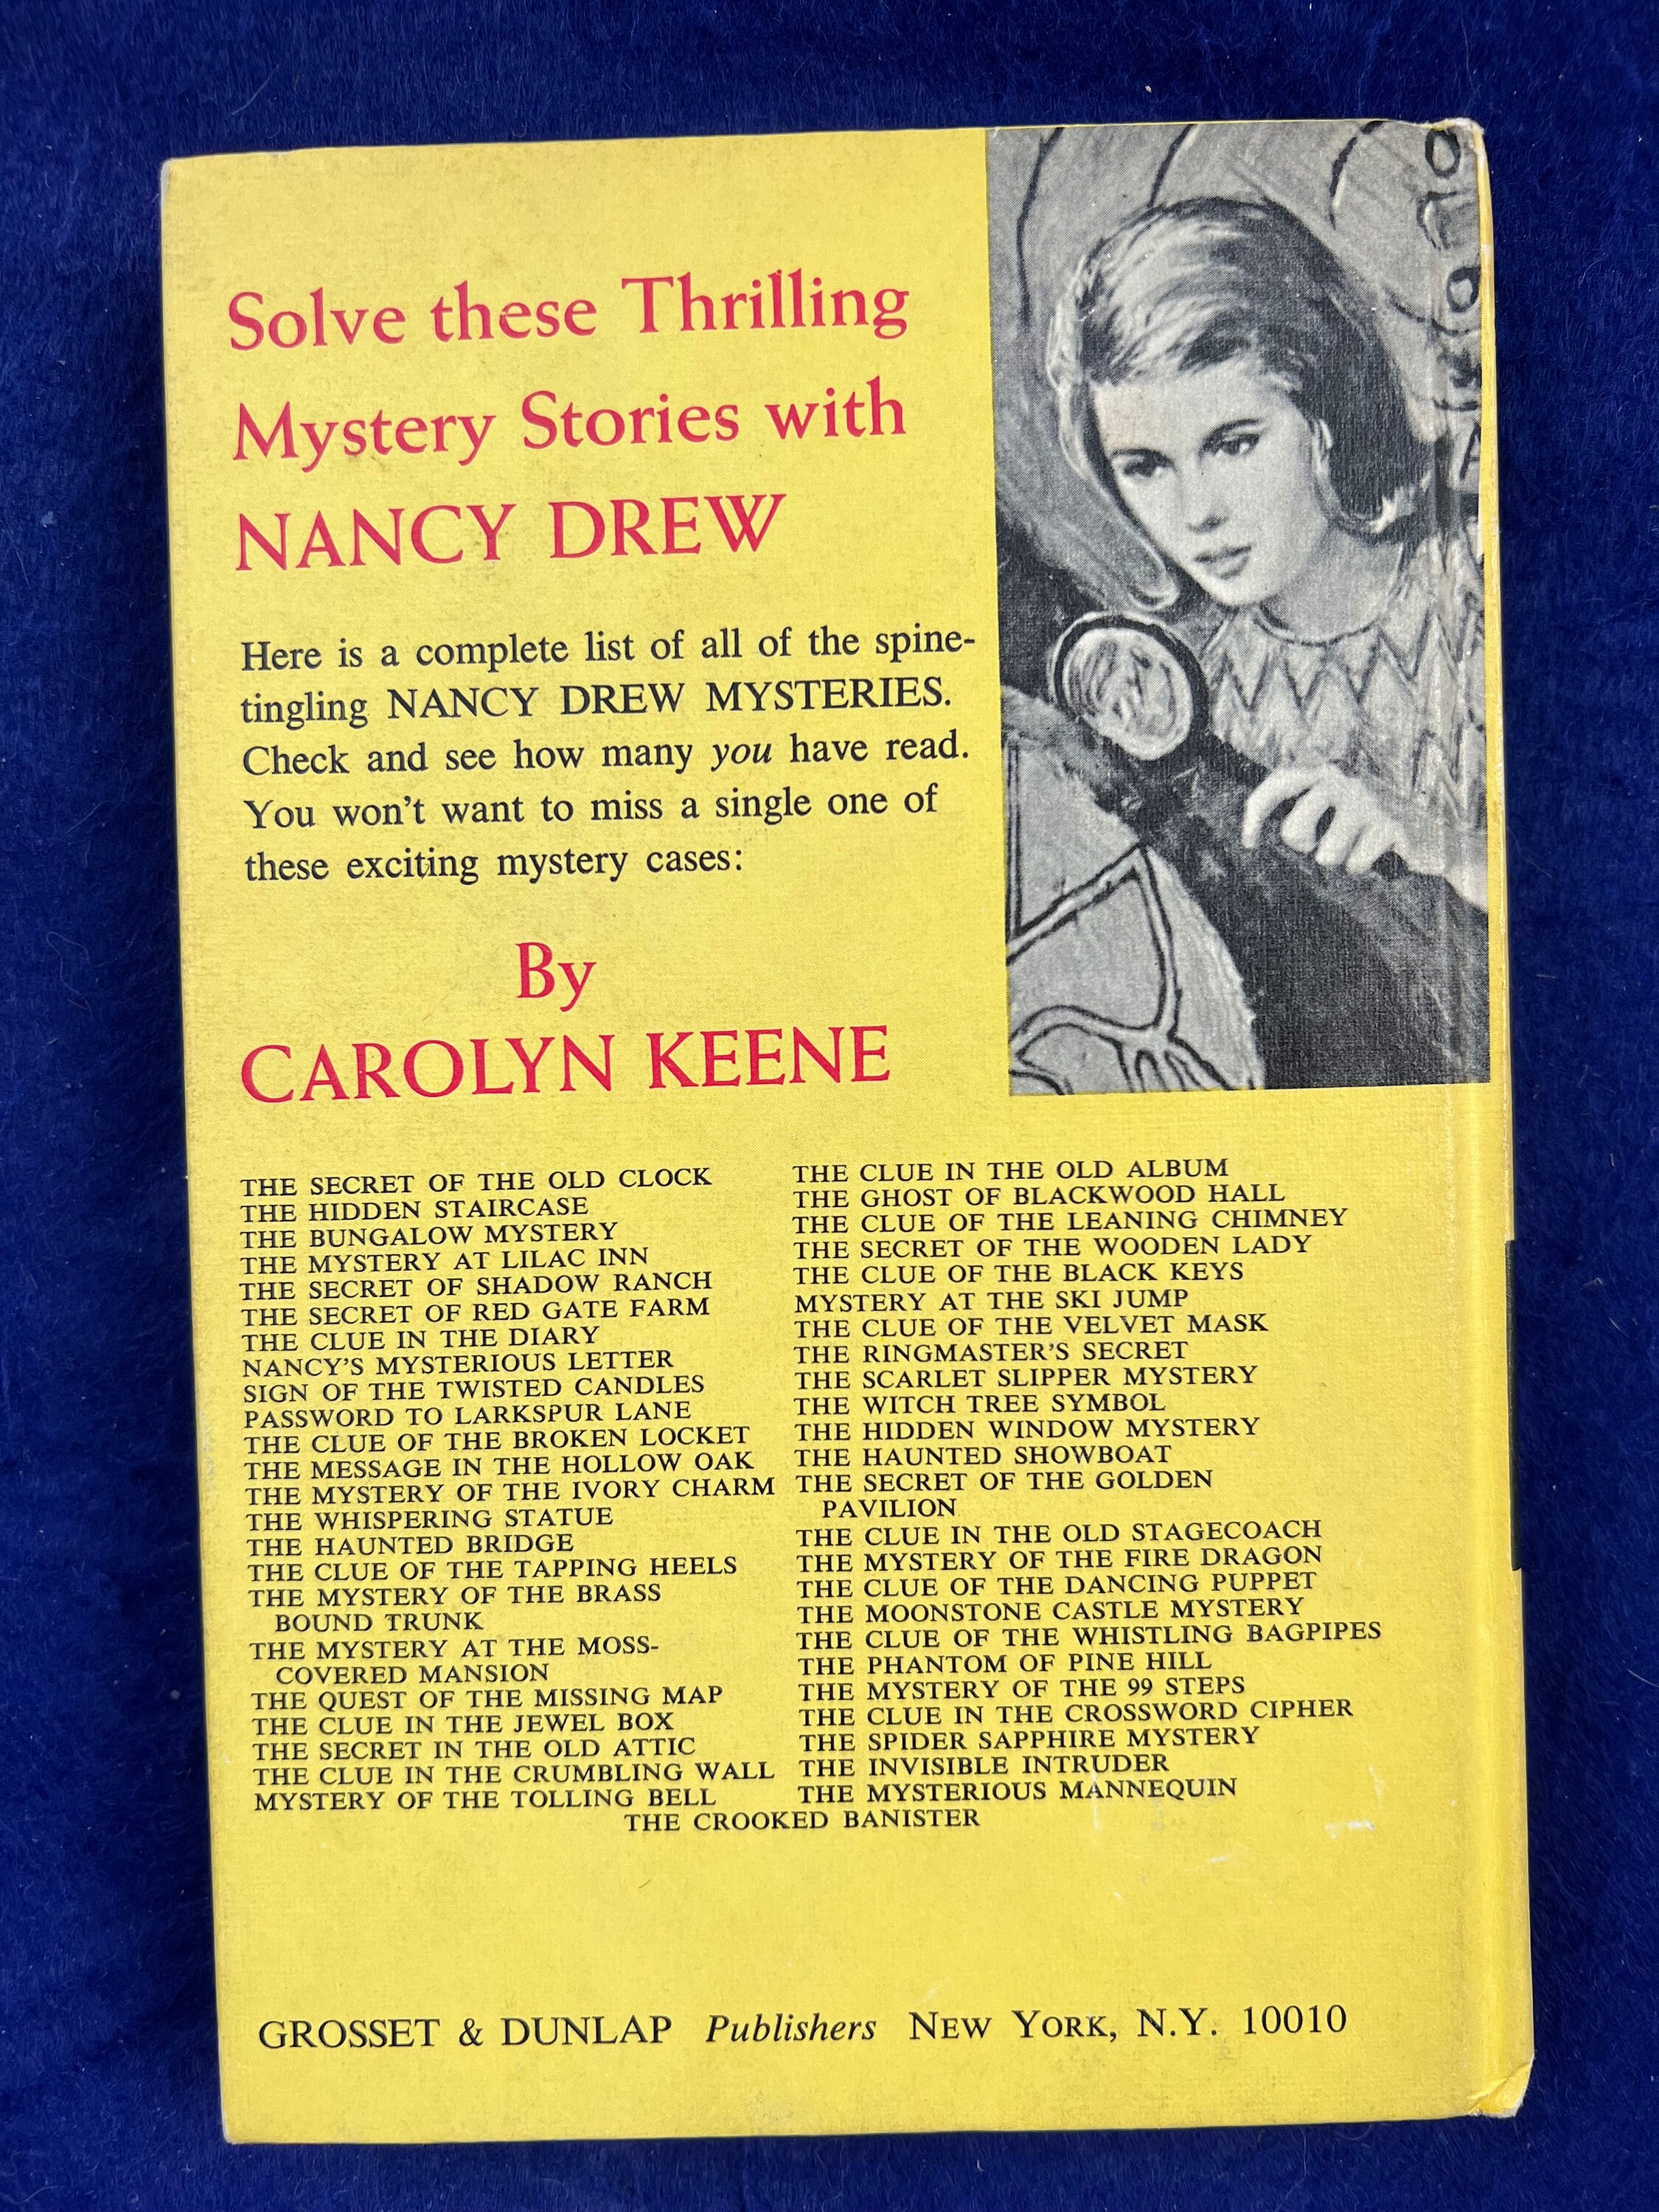 Solve these Thrilling
Mystery Stories with
NANCY DREW
Here is a complete list of all of the spine-
tingling NANCY DREW MYSTERIES.
Check and see how many you have read.
You won't want to miss a single one of
these exciting mystery cases:
By
CAROLYN KEENE
THE SECRET OF THE OLD CLOCK
THE HIDDEN STAIRCASE
THE BUNGALOW MYSTERY
THE MYSTERY AT LILAC INN
THE SECRET OF SHADOW RANCH
THE SECRET OF RED GATE FARM
THE CLUE IN THE DIARY
NANCY'S MYSTERIOUS LETTER
SIGN OF THE TWISTED CANDLES
PASSWORD TO LARKSPUR LANE
THE CLUE OF THE BROKEN LOCKET
THE MESSAGE IN THE HOLLOW OAK
THE MYSTERY OF THE IVORY CHARM
THE WHISPERING STATUE
THE HAUNTED BRIDGE
THE CLUE OF THE TAPPING HEELS
THE MYSTERY OF THE BRASS
BOUND TRUNK
THE MYSTERY AT THE MOSS-
COVERED MANSION
THE QUEST OF THE MISSING MAP
THE CLUE IN THE JEWEL BOX
THE SECRET IN THE OLD ATTIC
THE CLUE IN THE CRUMBLING WALL
MYSTERY OF THE TOLLING BELL
THE CLUE IN THE OLD ALBUM
THE GHOST OF BLACKWOOD HALL
THE CLUE OF THE LEANING CHIMNEY
THE SECRET OF THE WOODEN LADY
THE CLUE OF THE BLACK KEYS
MYSTERY AT THE SKI JUMP
THE CLUE OF THE VELVET MASK
THE RINGMASTER'S SECRET
THE SCARLET SLIPPER MYSTERY
THE WITCH TREE SYMBOL
THE HIDDEN WINDOW MYSTERY
THE HAUNTED SHOWBOAT
THE SECRET OF THE GOLDEN
PAVILION
THE CLUE IN THE OLD STAGECOACH
THE MYSTERY OF THE FIRE DRAGON
THE CLUE OF THE DANCING PUPPET
THE MOONSTONE CASTLE MYSTERY
THE CLUE OF THE WHISTLING BAGPIPES
THE PHANTOM OF PINE HILL
THE MYSTERY OF THE 99 STEPS
THE CLUE IN THE CROSSWORD CIPHER
THE SPIDER SAPPHIRE MYSTERY
THE INVISIBLE INTRUDER
THE MYSTERIOUS MANNEQUIN
THE CROOKED BANISTER
GROSSET & DUNLAP Publishers NEW YORK, N.Y. 10010